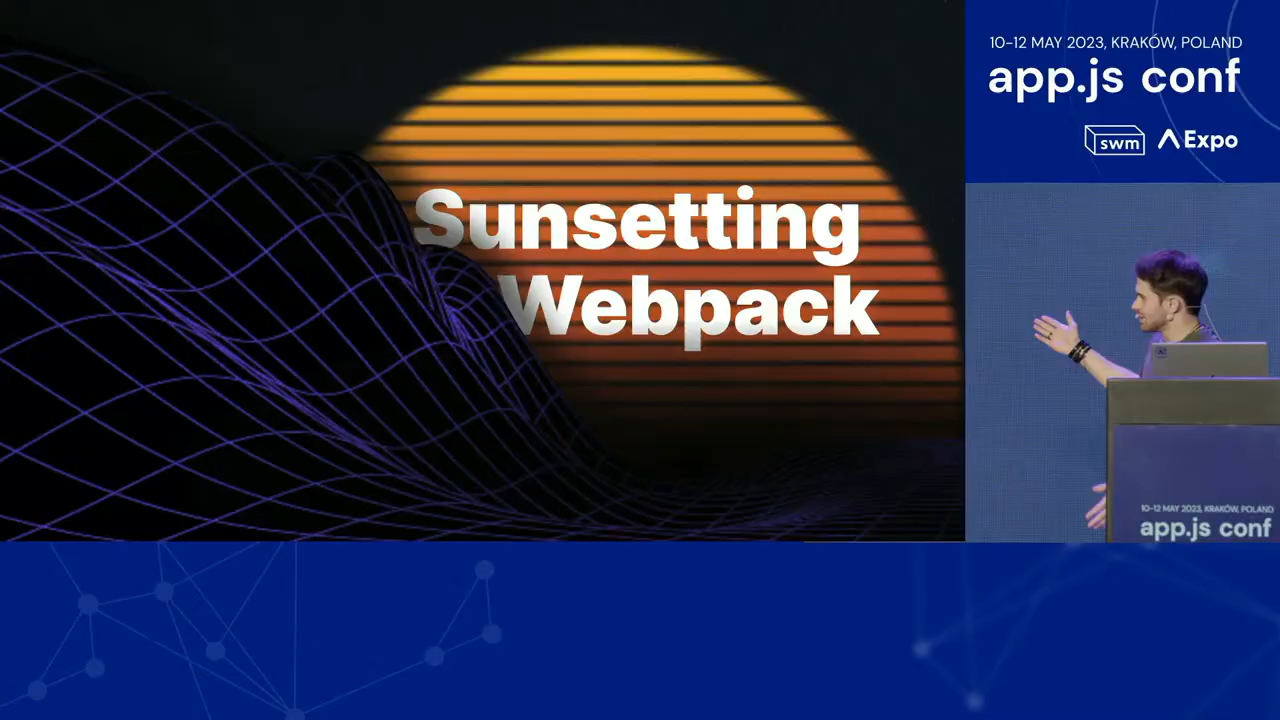 Sunsetting
Webpack
10-12 MAY 2023, KRAKÓW, POLAND
app.js conf
swm
Expo
10-12 MAY 2023, KRAKÓW, POLAND
app.js conf